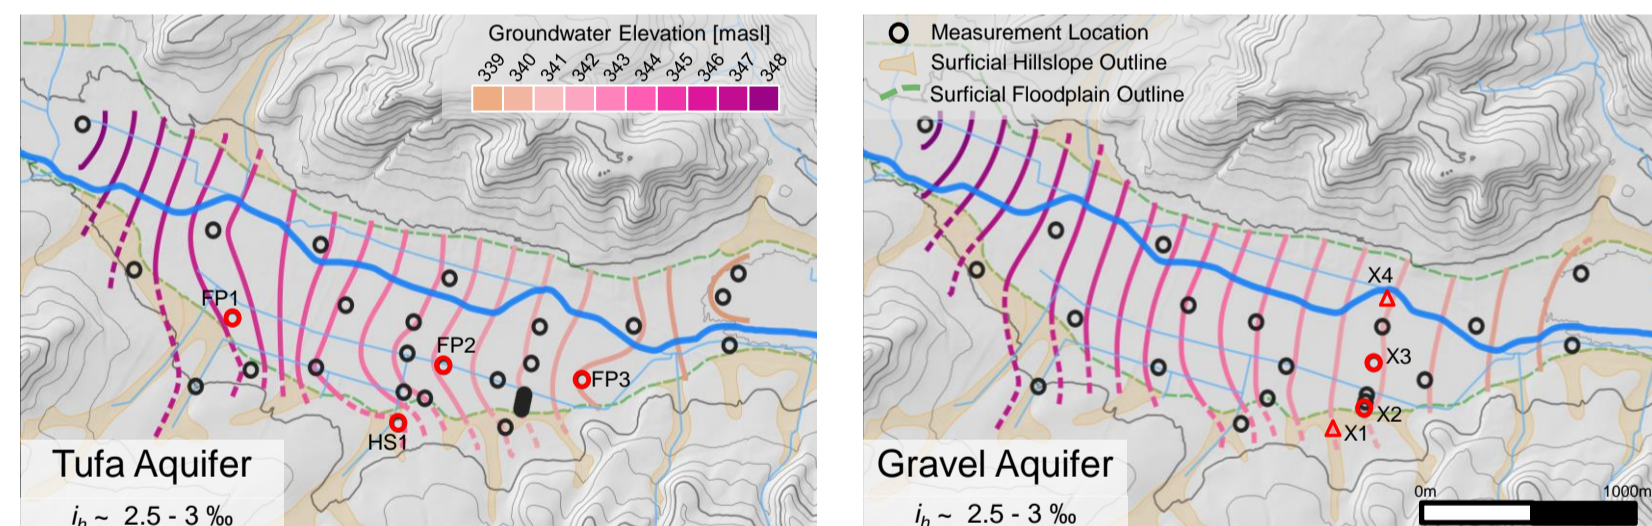 Groundwater Elevation [masl]
339 340 341 342 343 344 345 346 347 348
FP1
FP2
FP3
HS1
Tufa Aquifer
iₕ ~ 2.5 - 3 ‰
Measurement Location
Surficial Hillslope Outline
Surficial Floodplain Outline
X4
X3
X2
X1
Gravel Aquifer
iₕ ~ 2.5 - 3 ‰
0m 1000m